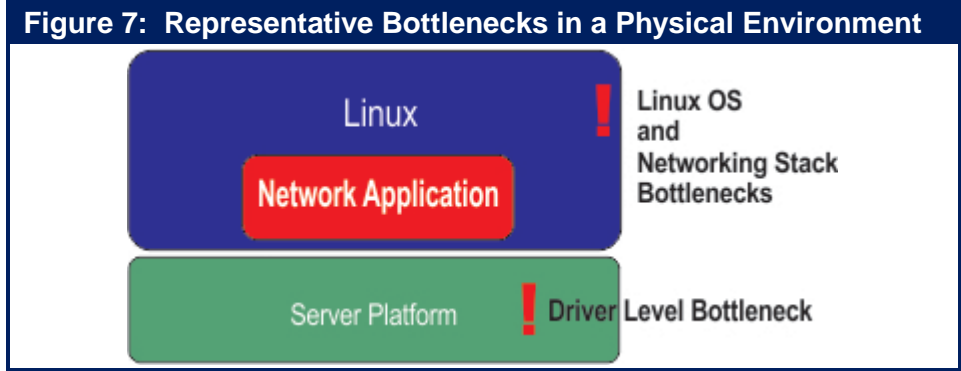 Figure 7: Representative Bottlenecks in a Physical Environment
Linux
Network Application
! Linux OS
and
Networking Stack
Bottlenecks
Server Platform
! Driver Level Bottleneck